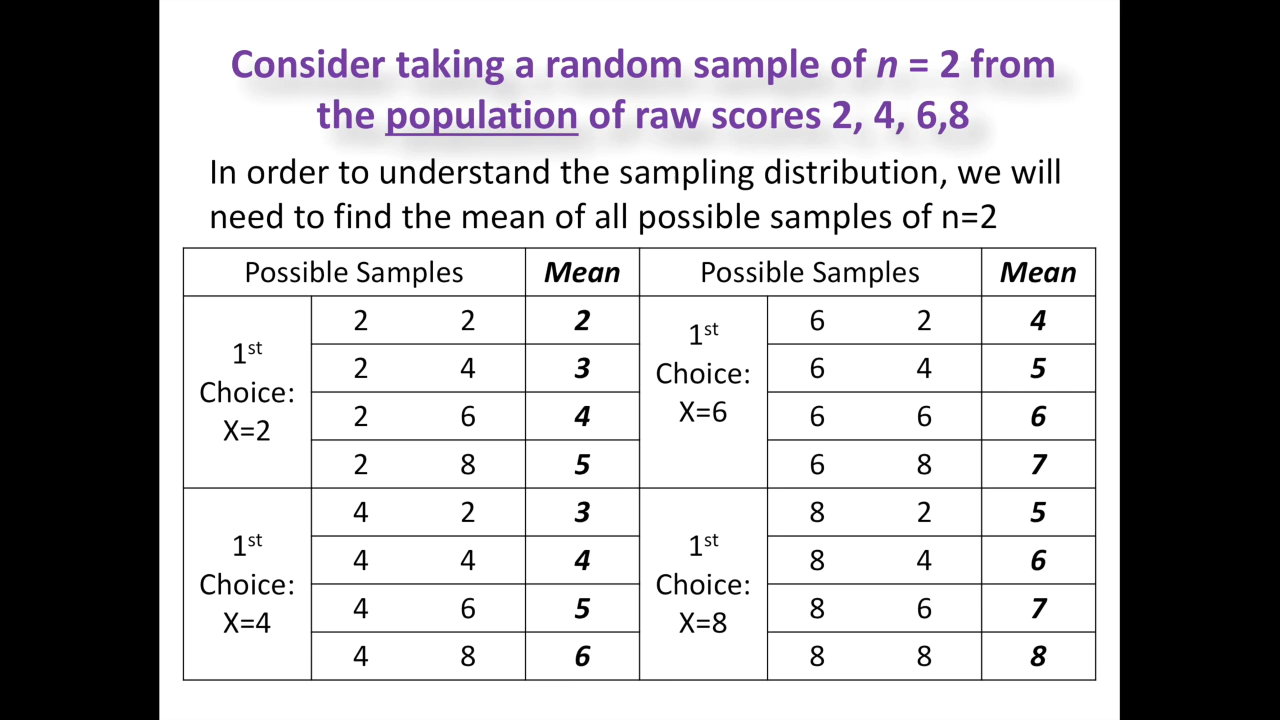 Consider taking a random sample of n = 2 from
the population of raw scores 2, 4, 6,8
In order to understand the sampling distribution, we will
need to find the mean of all possible samples of n=2
Possible Samples Mean Possible Samples Mean
1st Choice: X=2
2 2 2
2 4 3
2 6 4
2 8 5
1st Choice: X=6
6 2 4
6 4 5
6 6 6
6 8 7
1st Choice: X=4
4 2 3
4 4 4
4 6 5
4 8 6
1st Choice: X=8
8 2 5
8 4 6
8 6 7
8 8 8